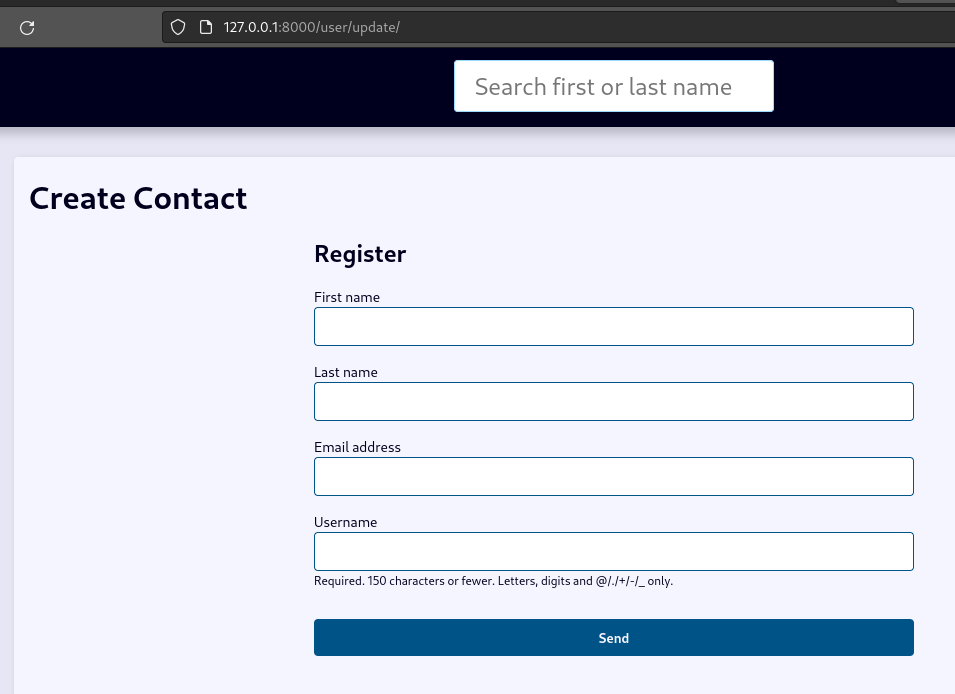 127.0.0.1:8000/user/update/
Search first or last name
Create Contact
Register
First name
Last name
Email address
Username
Required. 150 characters or fewer. Letters, digits and @/./+/-/_ only.
Send